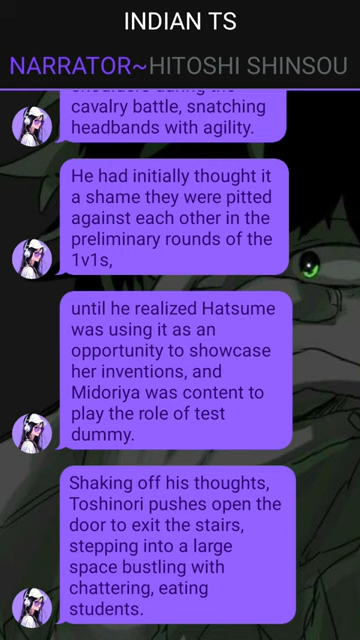 INDIAN TS
NARRATOR~HITOSHI SHINSOU
shoulders during the
cavalry battle, snatching
headbands with agility.
He had initially thought it
a shame they were pitted
against each other in the
preliminary rounds of the
1v1s,
until he realized Hatsume
was using it as an
opportunity to showcase
her inventions, and
Midoriya was content to
play the role of test
dummy.
Shaking off his thoughts,
Toshinori pushes open the
door to exit the stairs,
stepping into a large
space bustling with
chattering, eating
students.